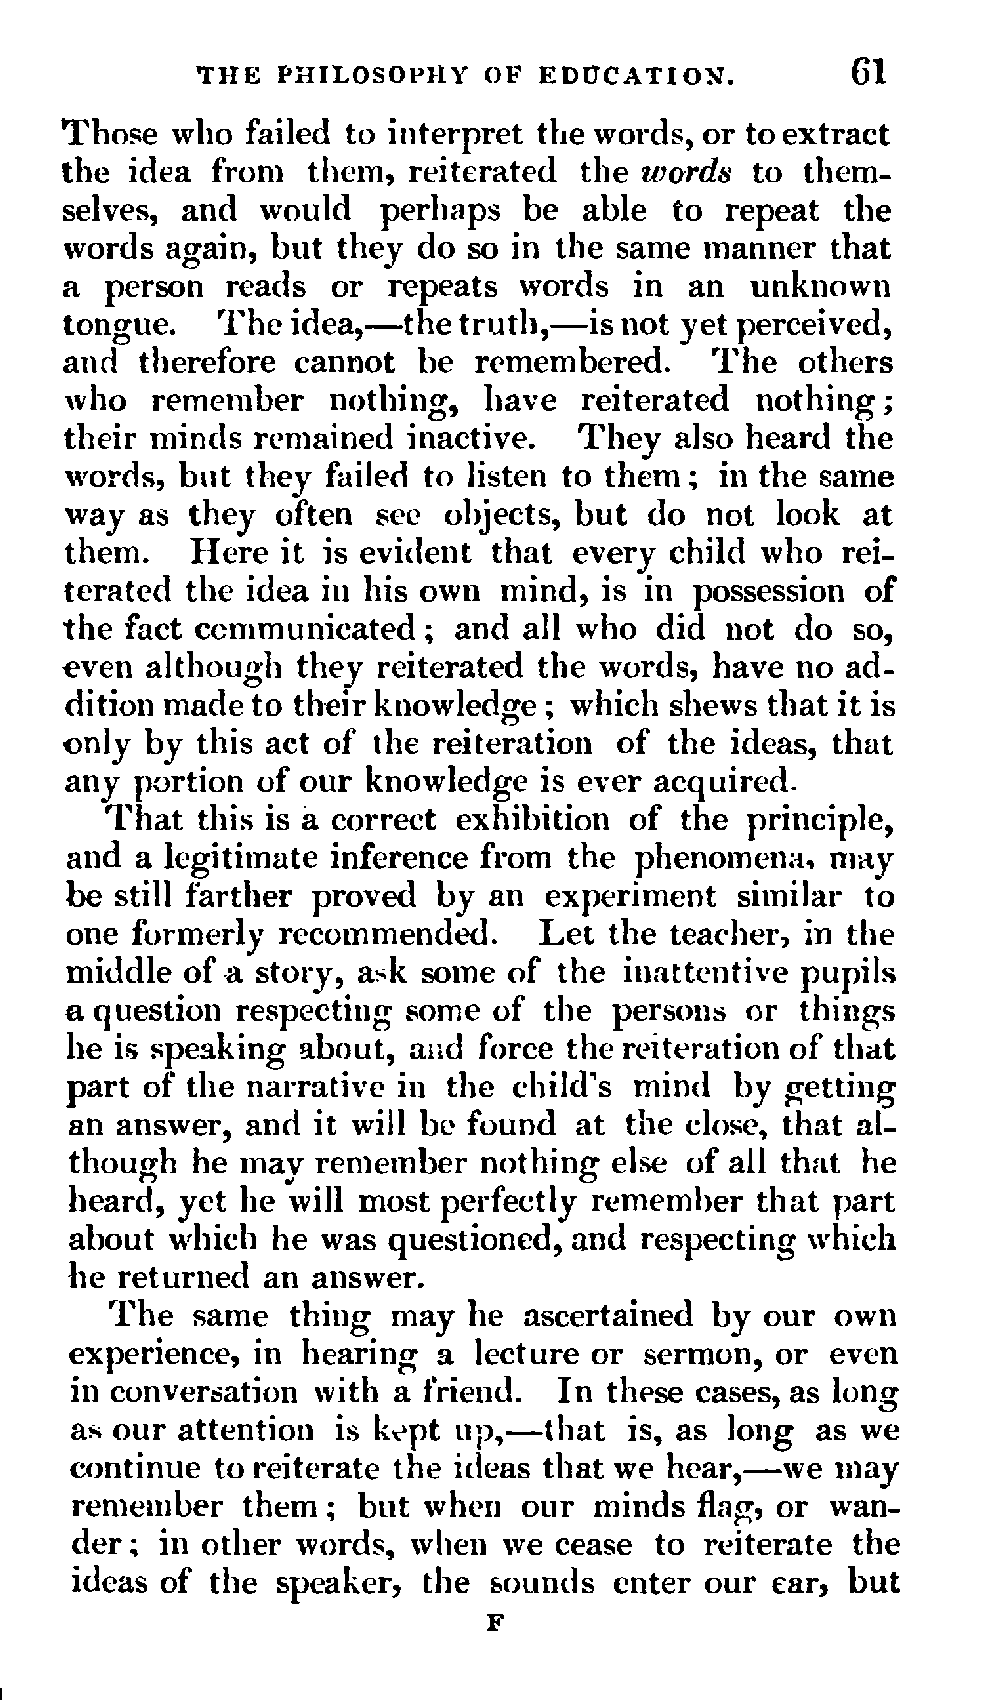 THE PHILOSOPHY OF EDUCATION. 61
Those who failed to interpret the words, or to extract
the idea from them, reiterated the words to them-
selves, and would perhaps be able to repeat the
words again, but they do so in the same manner that
a person reads or repeats words in an unknown
tongue. The idea,—the truth,—is not yet perceived,
and therefore cannot be remembered. The others
who remember nothing, have reiterated nothing;
their minds remained inactive. They also heard the
words, but they failed to listen to them; in the same
way as they often see objects, but do not look at
them. Here it is evident that every child who rei-
terated the idea in his own mind, is in possession of
the fact communicated; and all who did not do so,
even although they reiterated the words, have no ad-
dition made to their knowledge; which shews that it is
only by this act of the reiteration of the ideas, that
any portion of our knowledge is ever acquired.
That this is a correct exhibition of the principle,
and a legitimate inference from the phenomena, may
be still farther proved by an experiment similar to
one formerly recommended. Let the teacher, in the
middle of a story, ask some of the inattentive pupils
a question respecting some of the persons or things
he is speaking about, and force the reiteration of that
part of the narrative in the child's mind by getting
an answer, and it will be found at the close, that al-
though he may remember nothing else of all that he
heard, yet he will most perfectly remember that part
about which he was questioned, and respecting which
he returned an answer.
The same thing may be ascertained by our own
experience, in hearing a lecture or sermon, or even
in conversation with a friend. In these cases, as long
as our attention is kept up,—that is, as long as we
continue to reiterate the ideas that we hear,—we may
remember them; but when our minds flag, or wan-
der; in other words, when we cease to reiterate the
ideas of the speaker, the sounds enter our ear, but
F